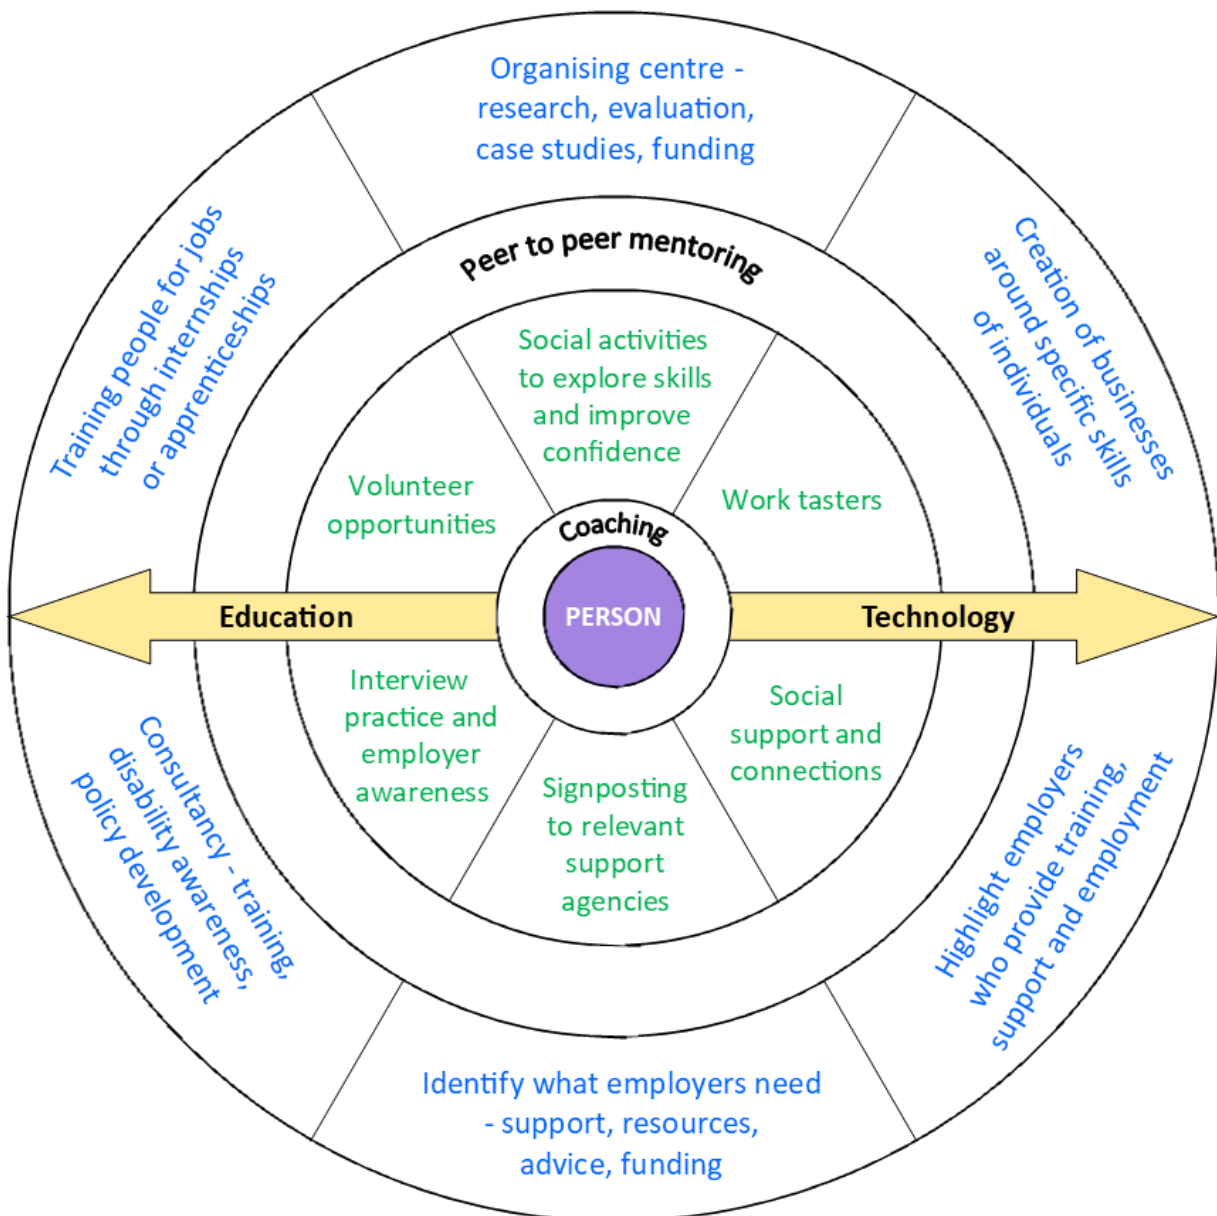 Organising centre -
research, evaluation,
case studies, funding
Training people for jobs
through internships
or apprenticeships
Creation of businesses
around specific skills
of individuals
Peer to peer mentoring
Social activities
to explore skills
and improve
confidence
Volunteer
opportunities
Work tasters
Coaching
PERSON
Education
Technology
Interview
practice and
employer
awareness
Social
support and
connections
Signposting
to relevant
support
agencies
Consultancy - training,
disability awareness,
policy development
Highlight employers
who provide training,
support and employment
Identify what employers need
- support, resources,
advice, funding